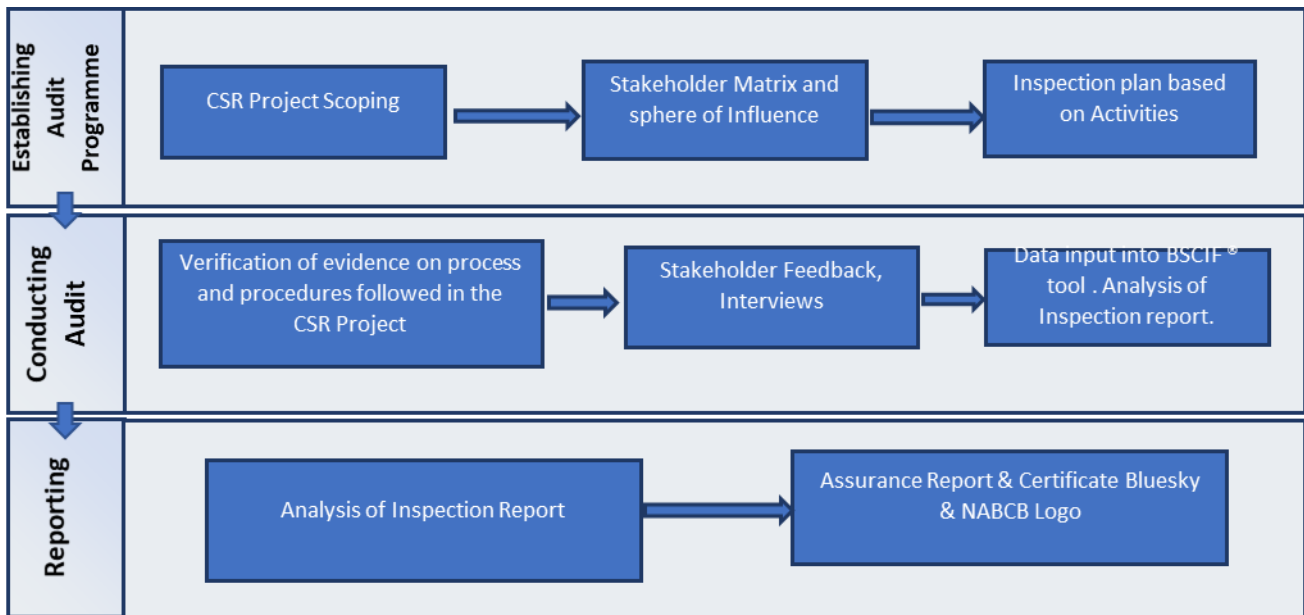 Establishing
Audit
Programme
CSR Project Scoping
Stakeholder Matrix and
sphere of Influence
Inspection plan based
on Activities
Conducting
Audit
Verification of evidence on process
and procedures followed in the
CSR Project
Stakeholder Feedback,
Interviews
Data input into BSCIF ®
tool . Analysis of
Inspection report.
Reporting
Analysis of Inspection Report
Assurance Report & Certificate Bluesky
& NABCB Logo